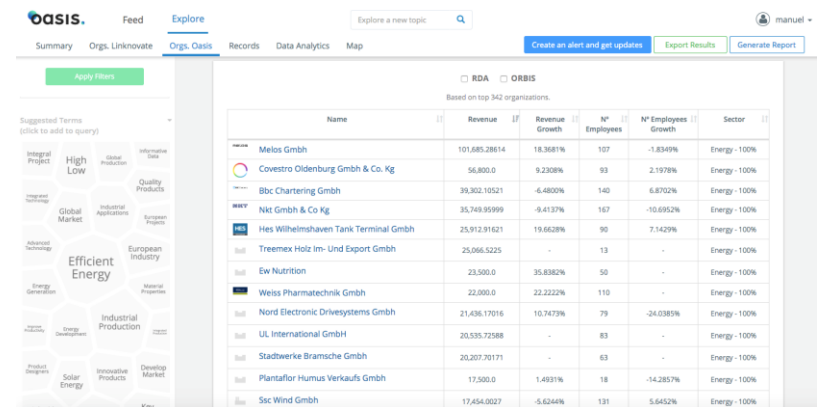 oasis.
Feed
Explore
Explore a new topic
manuel
Summary
Orgs. Linknovate
Orgs. Oasis
Records
Data Analytics
Map
Create an alert and get updates
Export Results
Generate Report
Apply Filters
Suggested Terms
(click to add to query)
Integral Project
High Low
Global Production
Informative Data
Quality Products
Integrated Technology
Global Market
Industrial Applications
European Projects
Advanced Technology
Efficient Energy
European Industry
Energy Generation
Material Properties
Industrial Production
Energy Development
Product Designers
Solar Energy
Innovative Products
Develop Market
RDA ORBIS
Based on top 342 organizations.
Name Revenue Revenue Growth N° Employees N° Employees Growth Sector
Melos Gmbh 101,685.28614 18.3681% 107 -1.8349% Energy - 100%
Covestro Oldenburg Gmbh & Co. Kg 56,800.0 9.2308% 93 2.1978% Energy - 100%
Bbc Chartering Gmbh 39,302.10521 -6.4800% 140 6.8702% Energy - 100%
NKT Nkt Gmbh & Co Kg 35,749.95999 -9.4137% 167 -10.6952% Energy - 100%
HES Hes Wilhelmshaven Tank Terminal Gmbh 25,912.91621 19.6628% 90 7.1429% Energy - 100%
Treemex Holz Im- Und Export Gmbh 25,066.5225 - 13 - Energy - 100%
Ew Nutrition 23,500.0 35.8382% 50 - Energy - 100%
Weiss Pharmatechnik Gmbh 22,000.0 22.2222% 110 - Energy - 100%
Nord Electronic Drivesystems Gmbh 21,436.17016 10.7473% 79 -24.0385% Energy - 100%
UL International GmbH 20,535.72588 - 83 - Energy - 100%
Stadtwerke Bramsche Gmbh 20,207.70171 - 63 - Energy - 100%
Plantaflor Humus Verkaufs Gmbh 17,500.0 1.4931% 18 -14.2857% Energy - 100%
Ssc Wind Gmbh 17,454.0027 -5.6244% 131 5.6452% Energy - 100%